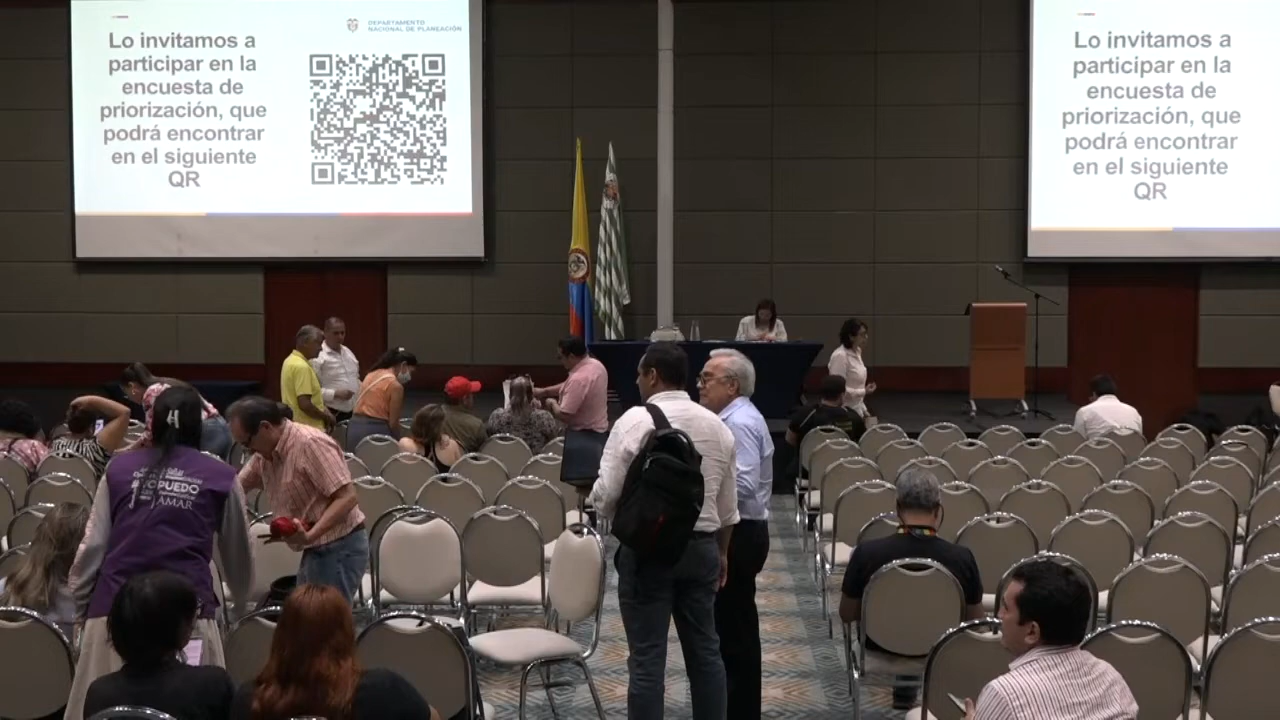 Lo invitamos a
participar en la
encuesta de
priorización, que
podrá encontrar
en el siguiente
QR
DEPARTAMENTO
NACIONAL DE PLANEACIÓN
Lo invitamos a
participar en la
encuesta de
priorización, que
podrá encontrar
en el siguiente
QR
PUEDO
AMAR